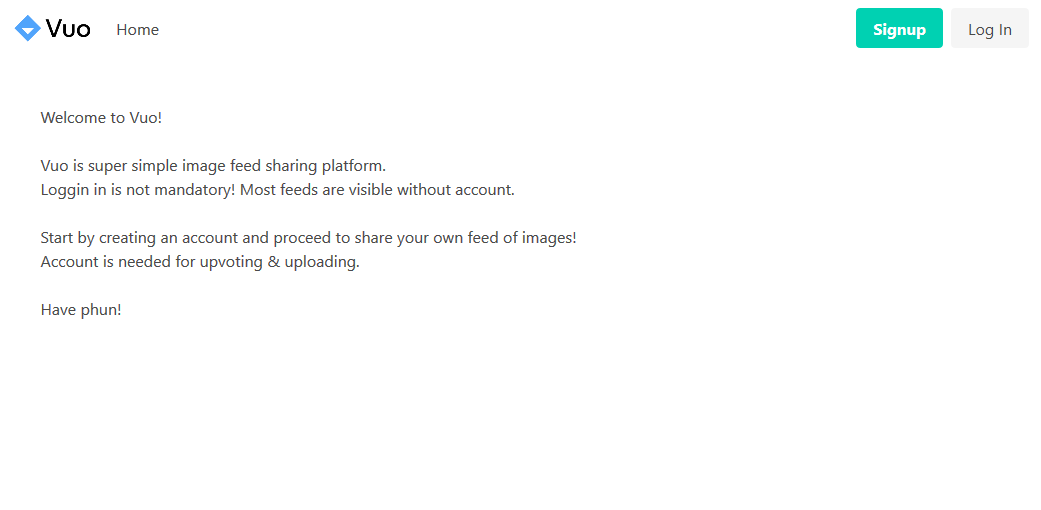 Vuo
Home
Signup
Log In
Welcome to Vuo!
Vuo is super simple image feed sharing platform.
Loggin in is not mandatory! Most feeds are visible without account.
Start by creating an account and proceed to share your own feed of images!
Account is needed for upvoting & uploading.
Have phun!